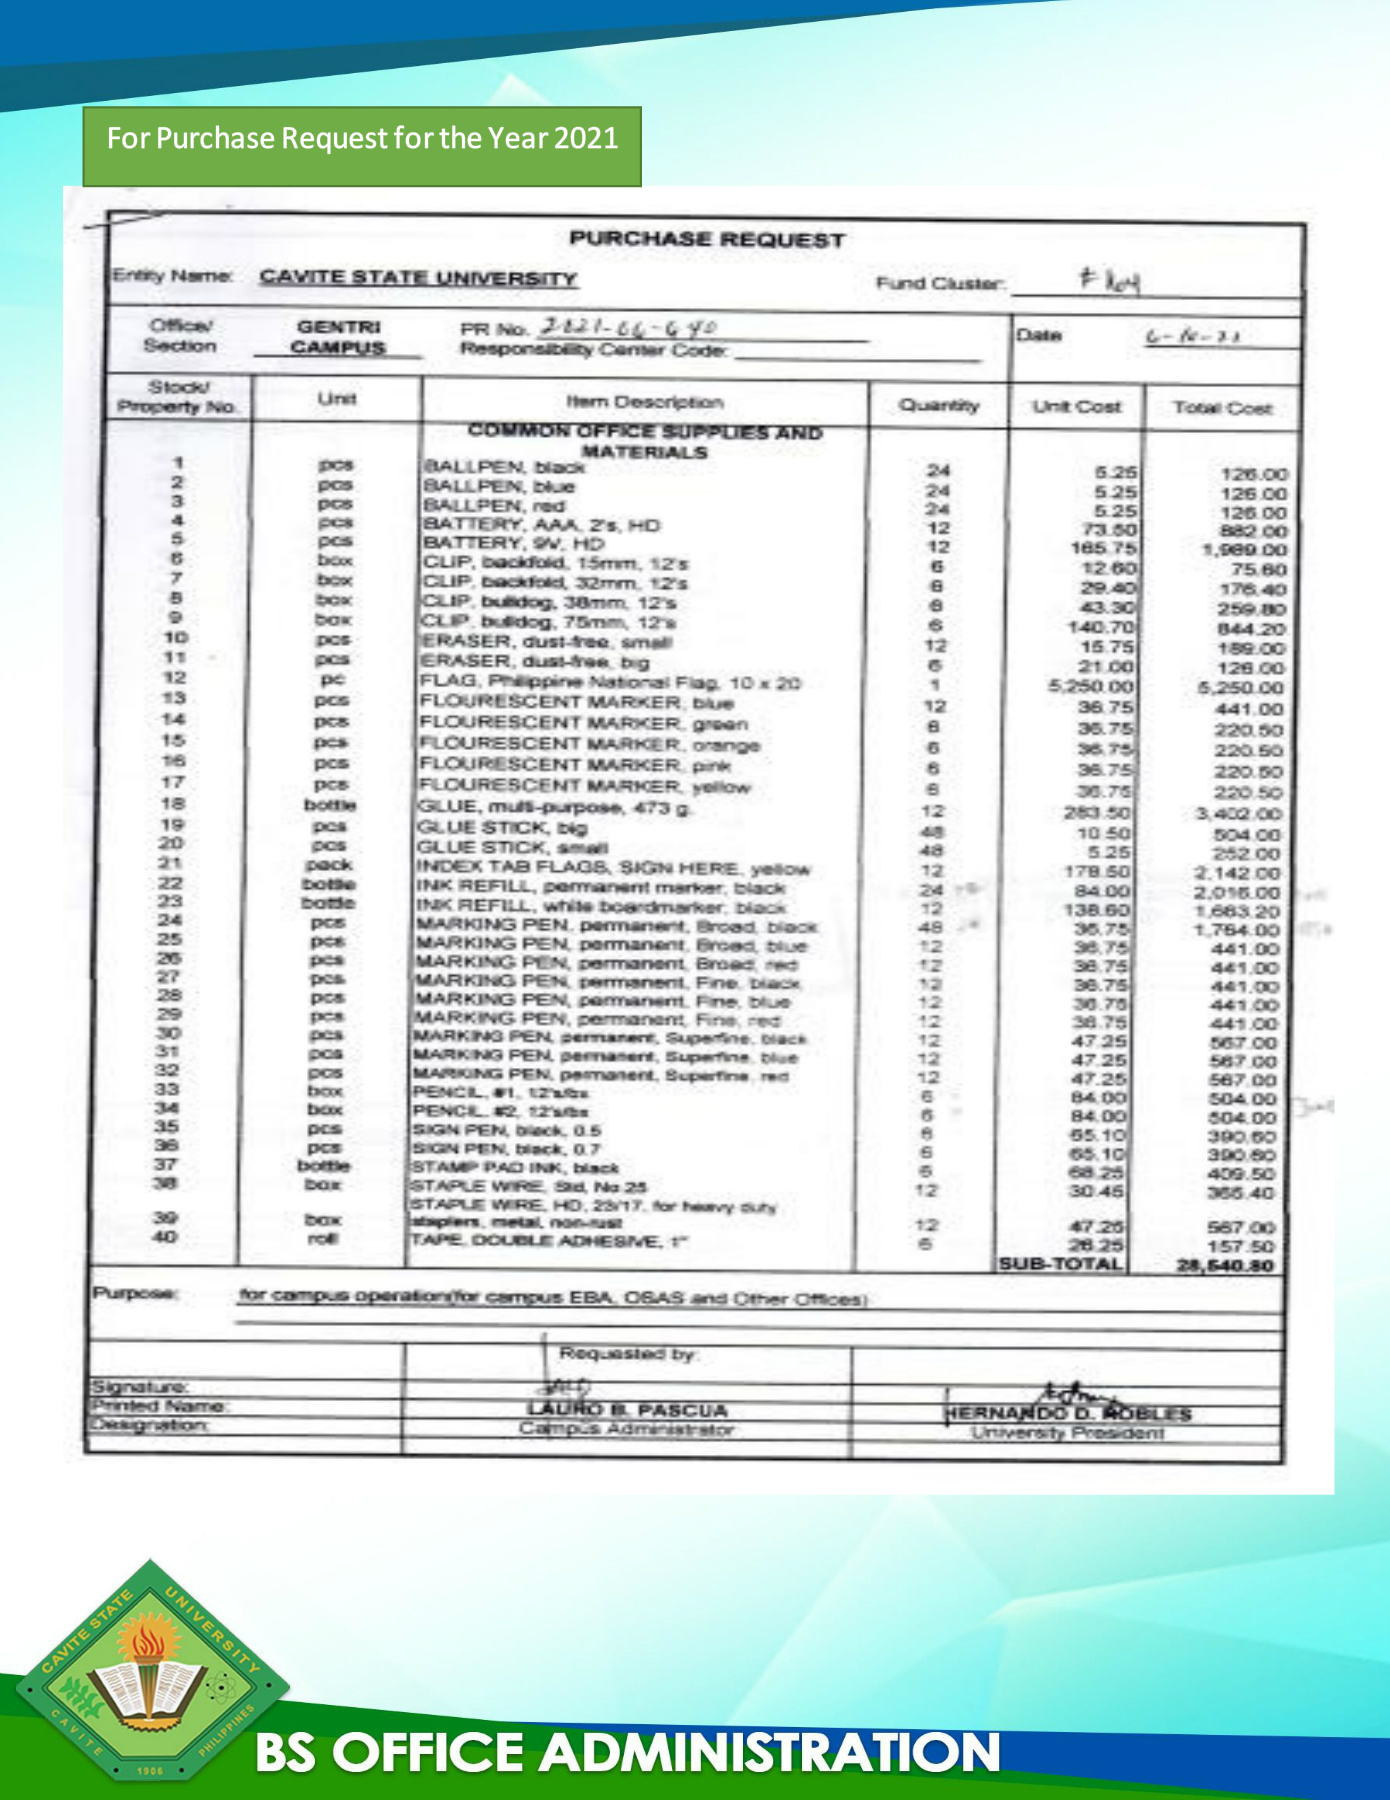 For Purchase Request for the Year 2021
PURCHASE REQUEST
Entity Name: CAVITE STATE UNIVERSITY Fund Cluster:
Office/ Section GENTRI CAMPUS PR No. Date
Responsibility Center Code:
Stock/ Property No. Unit Item Description Quantity Unit Cost Total Cost
COMMON OFFICE SUPPLIES AND
MATERIALS
1 pcs BALLPEN, black 24 5.25 126.00
2 pcs BALLPEN, blue 24 5.25 126.00
3 pcs BALLPEN, red 24 5.25 126.00
4 pcs BATTERY, AAA, 2's, HD 12 73.50 882.00
5 pcs BATTERY, 9V, HD 12 165.75 1,989.00
6 box CLIP, backfold, 15mm, 12's 6 12.60 75.60
7 box CLIP, backfold, 32mm, 12's 6 29.40 176.40
8 box CLIP, bulldog, 38mm, 12's 6 43.30 259.80
9 box CLIP, bulldog, 75mm, 12's 6 140.70 844.20
10 pcs ERASER, dust-free, small 12 15.75 189.00
11 pcs ERASER, dust-free, big 6 21.00 126.00
12 pc FLAG, Philippine National Flag, 10 x 20 1 5,250.00 5,250.00
13 pcs FLOURESCENT MARKER, blue 12 36.75 441.00
14 pcs FLOURESCENT MARKER, green 6 36.75 220.50
15 pcs FLOURESCENT MARKER, orange 6 36.75 220.50
16 pcs FLOURESCENT MARKER, pink 6 36.75 220.50
17 pcs FLOURESCENT MARKER, yellow 6 36.75 220.50
18 bottle GLUE, multi-purpose, 473 g. 12 283.50 3,402.00
19 pcs GLUE STICK, big 48 10.50 504.00
20 pcs GLUE STICK, small 48 5.25 252.00
21 pack INDEX TAB FLAGS, SIGN HERE, yellow 12 178.50 2,142.00
22 bottle INK REFILL, permanent marker, black 24 84.00 2,016.00
23 bottle INK REFILL, white boardmarker, black 12 138.60 1,663.20
24 pcs MARKING PEN, permanent, Broad, black 48 36.75 1,764.00
25 pcs MARKING PEN, permanent, Broad, blue 12 36.75 441.00
26 pcs MARKING PEN, permanent, Broad, red 12 36.75 441.00
27 pcs MARKING PEN, permanent, Fine, black 12 36.75 441.00
28 pcs MARKING PEN, permanent, Fine, blue 12 36.75 441.00
29 pcs MARKING PEN, permanent, Fine, red 12 36.75 441.00
30 pcs MARKING PEN, permanent, Superfine, black 12 47.25 567.00
31 pcs MARKING PEN, permanent, Superfine, blue 12 47.25 567.00
32 pcs MARKING PEN, permanent, Superfine, red 12 47.25 567.00
33 box PENCIL, #1, 12's/bx 6 84.00 504.00
34 box PENCIL, #2, 12's/bx 6 84.00 504.00
35 pcs SIGN PEN, black, 0.5 6 65.10 390.60
36 pcs SIGN PEN, black, 0.7 6 65.10 390.60
37 bottle STAMP PAD INK, black 6 68.25 409.50
38 box STAPLE WIRE, Std, No.25 12 30.45 365.40
STAPLE WIRE, HD, 23/17, for heavy duty
39 box staplers, metal, non-rust 12 47.25 567.00
40 roll TAPE, DOUBLE ADHESIVE, 1" 6 26.25 157.50
SUB-TOTAL 28,540.80
Purpose: for campus operation(for campus EBA, OSAS and Other Offices)
Requested by:
Signature:
Printed Name: LAURO B. PASCUA HERNANDO D. ROBLES
Designation: Campus Administrator University President
CAVITE STATE UNIVERSITY
CAVITE 1906 PHILIPPINES
BS OFFICE ADMINISTRATION